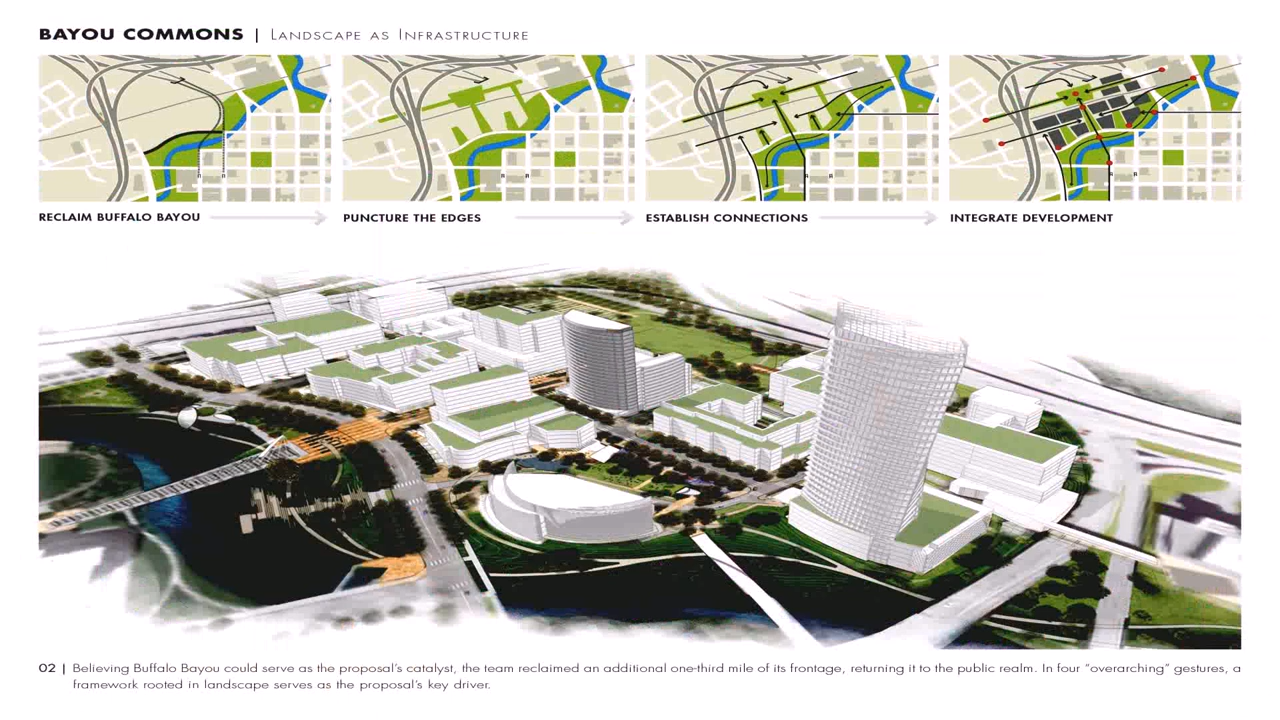 BAYOU COMMONS | LANDSCAPE AS INFRASTRUCTURE
RECLAIM BUFFALO BAYOU
PUNCTURE THE EDGES
ESTABLISH CONNECTIONS
INTEGRATE DEVELOPMENT
02 | Believing Buffalo Bayou could serve as the proposal's catalyst, the team reclaimed an additional one-third mile of its frontage, returning it to the public realm. In four "overarching" gestures, a
framework rooted in landscape serves as the proposal's key driver.